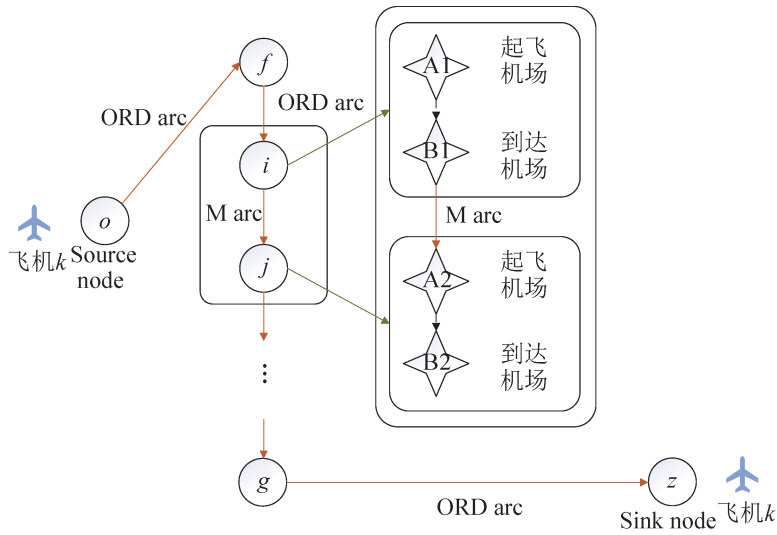 f
ORD arc
ORD arc
i
M arc
j
o
飞机k
Source
node
A1
起飞
机场
B1
到达
机场
M arc
A2
起飞
机场
B2
到达
机场
⋮
g
ORD arc
z
Sink node
飞机k